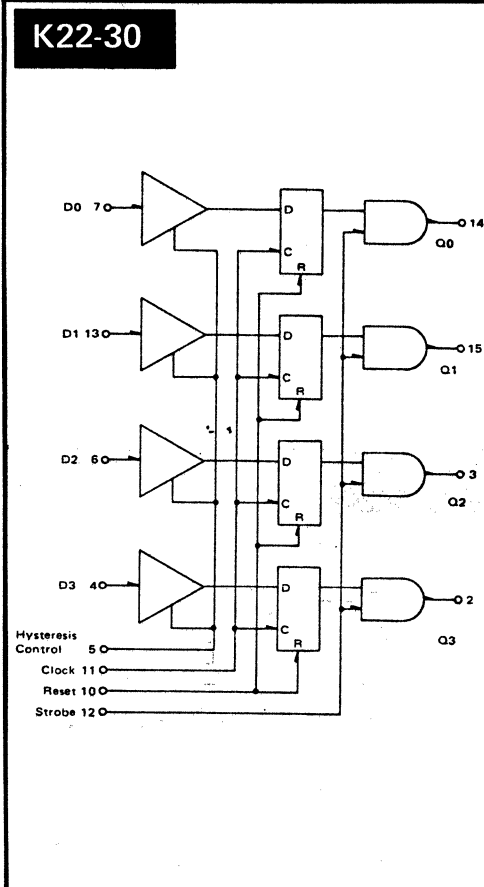 K22-30
D0 7
D
C
R
14
Q0
D1 13
D
C
R
15
Q1
D2 6
D
C
R
3
Q2
D3 4
D
C
R
2
Q3
Hysteresis
Control 5
Clock 11
Reset 10
Strobe 12